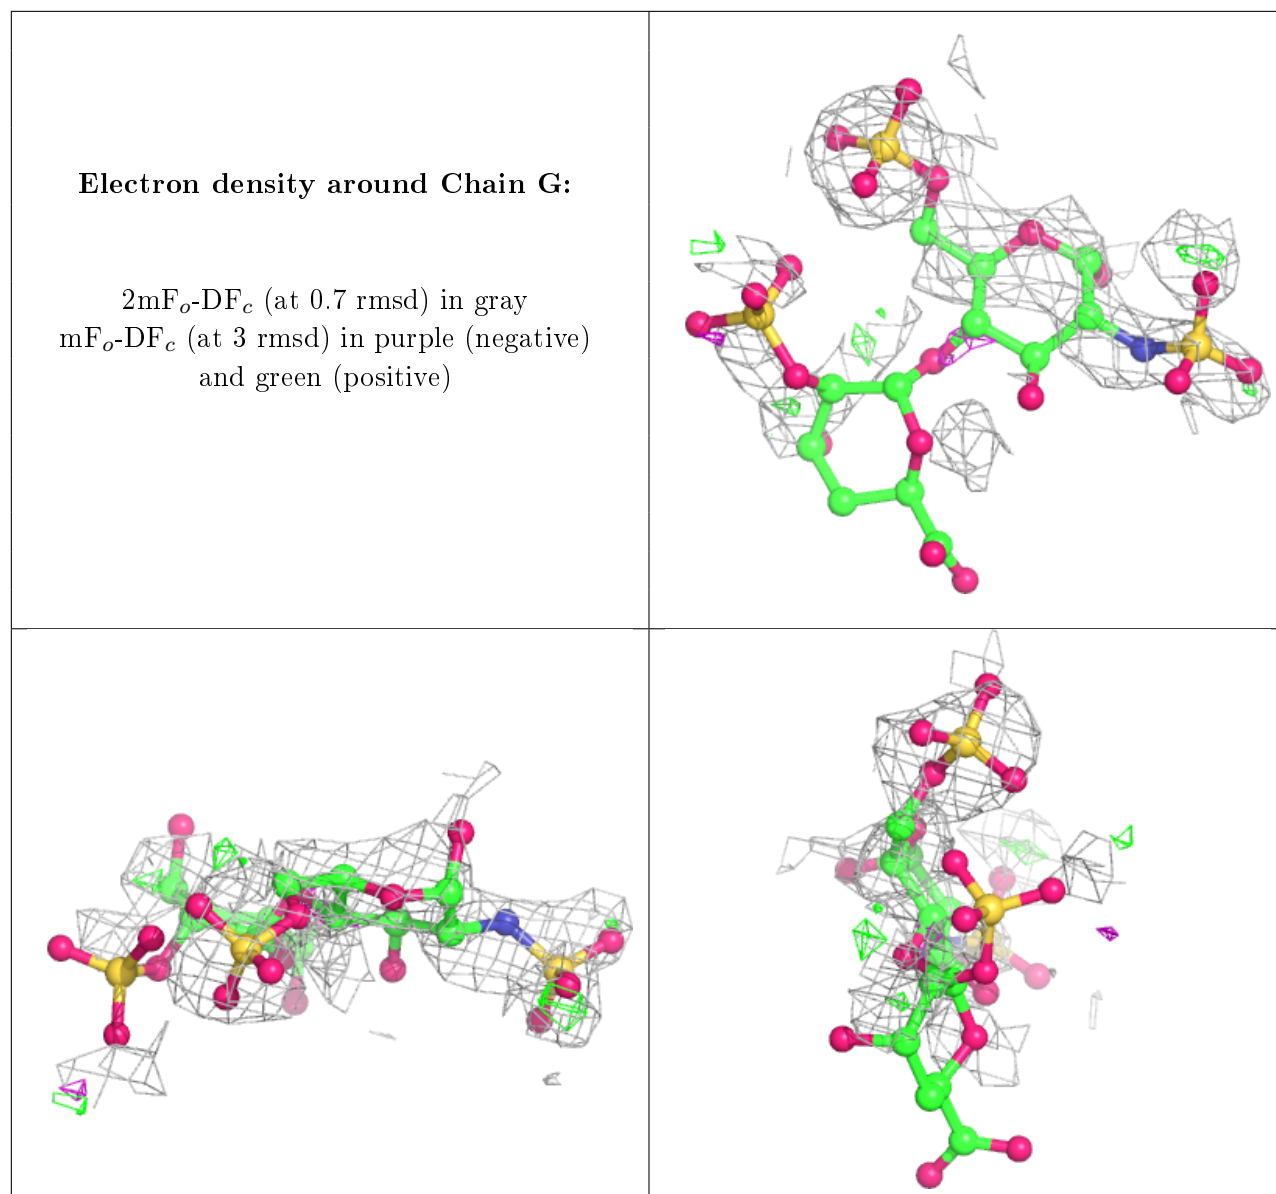 Electron density around Chain G:
2mFo-DFc (at 0.7 rmsd) in gray
mFo-DFc (at 3 rmsd) in purple (negative)
and green (positive)